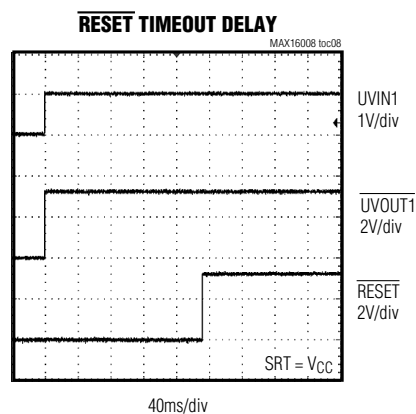 RESET TIMEOUT DELAY
MAX16008 toc08
UVIN1
1V/div
UVOUT1
2V/div
RESET
2V/div
SRT = VCC
40ms/div